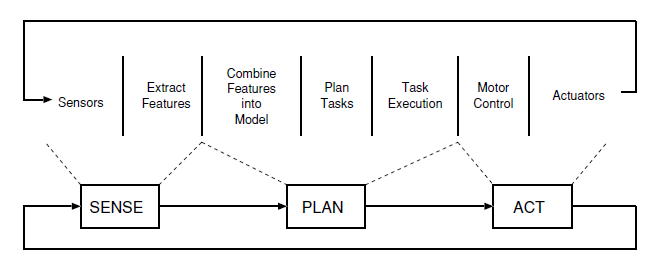 Sensors
Extract
Features
Combine
Features
into
Model
Plan
Tasks
Task
Execution
Motor
Control
Actuators
SENSE
PLAN
ACT